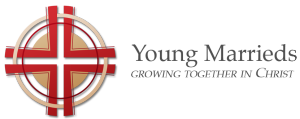 Young Marrieds
GROWING TOGETHER IN CHRIST